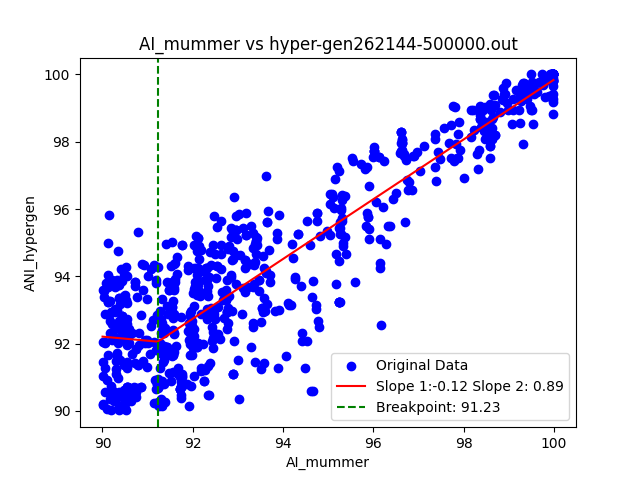 AI_mummer vs hyper-gen262144-500000.out
100
98
96
94
92
90
ANI_hypergen
Original Data
Slope 1:-0.12 Slope 2: 0.89
Breakpoint: 91.23
90 92 94 96 98 100
AI_mummer